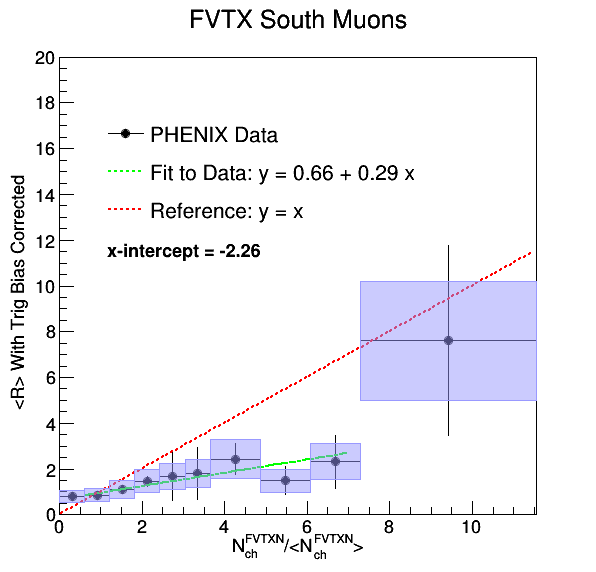 FVTX South Muons
<R> With Trig Bias Corrected
20
18
16
14
12
10
8
6
4
2
0
PHENIX Data
Fit to Data: y = 0.66 + 0.29 x
Reference: y = x
x-intercept = -2.26
0 2 4 6 8 10
N_ch^FVTXN/<N_ch^FVTXN>